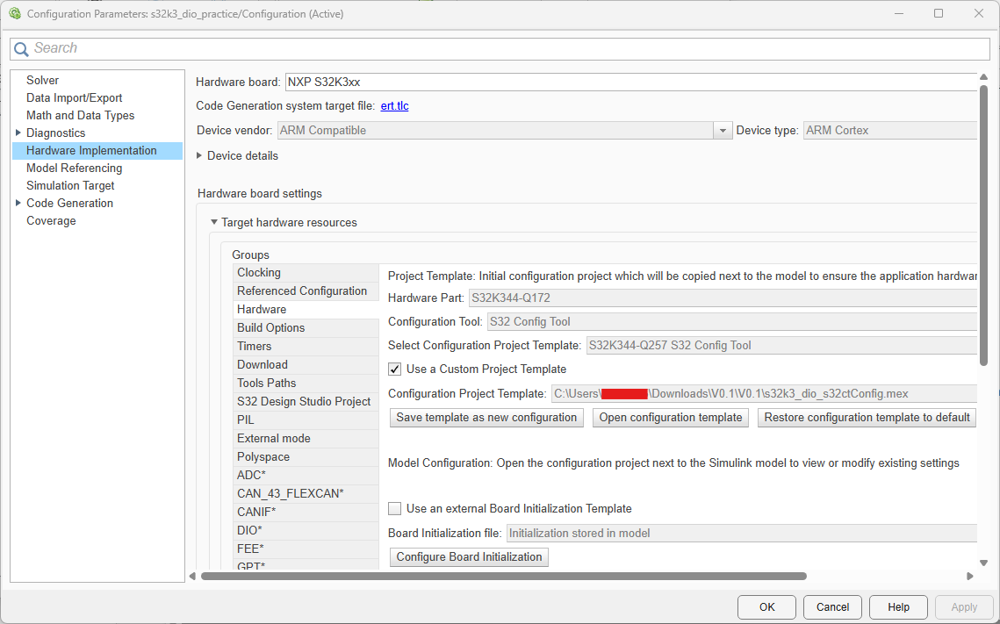 Configuration Parameters: s32k3_dio_practice/Configuration (Active)
Search
Solver
Data Import/Export
Math and Data Types
Diagnostics
Hardware Implementation
Model Referencing
Simulation Target
Code Generation
Coverage
Hardware board: NXP S32K3xx
Code Generation system target file: ert.tlc
Device vendor: ARM Compatible Device type: ARM Cortex
Device details
Hardware board settings
Target hardware resources
Groups
Clocking
Referenced Configuration
Hardware
Build Options
Timers
Download
Tools Paths
S32 Design Studio Project
PIL
External mode
Polyspace
ADC*
CAN_43_FLEXCAN*
CANIF*
DIO*
FEE*
GPT*
Project Template: Initial configuration project which will be copied next to the model to ensure the application hardwar
Hardware Part: S32K344-Q172
Configuration Tool: S32 Config Tool
Select Configuration Project Template: S32K344-Q257 S32 Config Tool
Use a Custom Project Template
Configuration Project Template: C:\Users\ \Downloads\V0.1\V0.1\s32k3_dio_s32ctConfig.mex
Save template as new configuration Open configuration template Restore configuration template to default
Model Configuration: Open the configuration project next to the Simulink model to view or modify existing settings
Use an external Board Initialization Template
Board Initialization file: Initialization stored in model
Configure Board Initialization
OK Cancel Help Apply